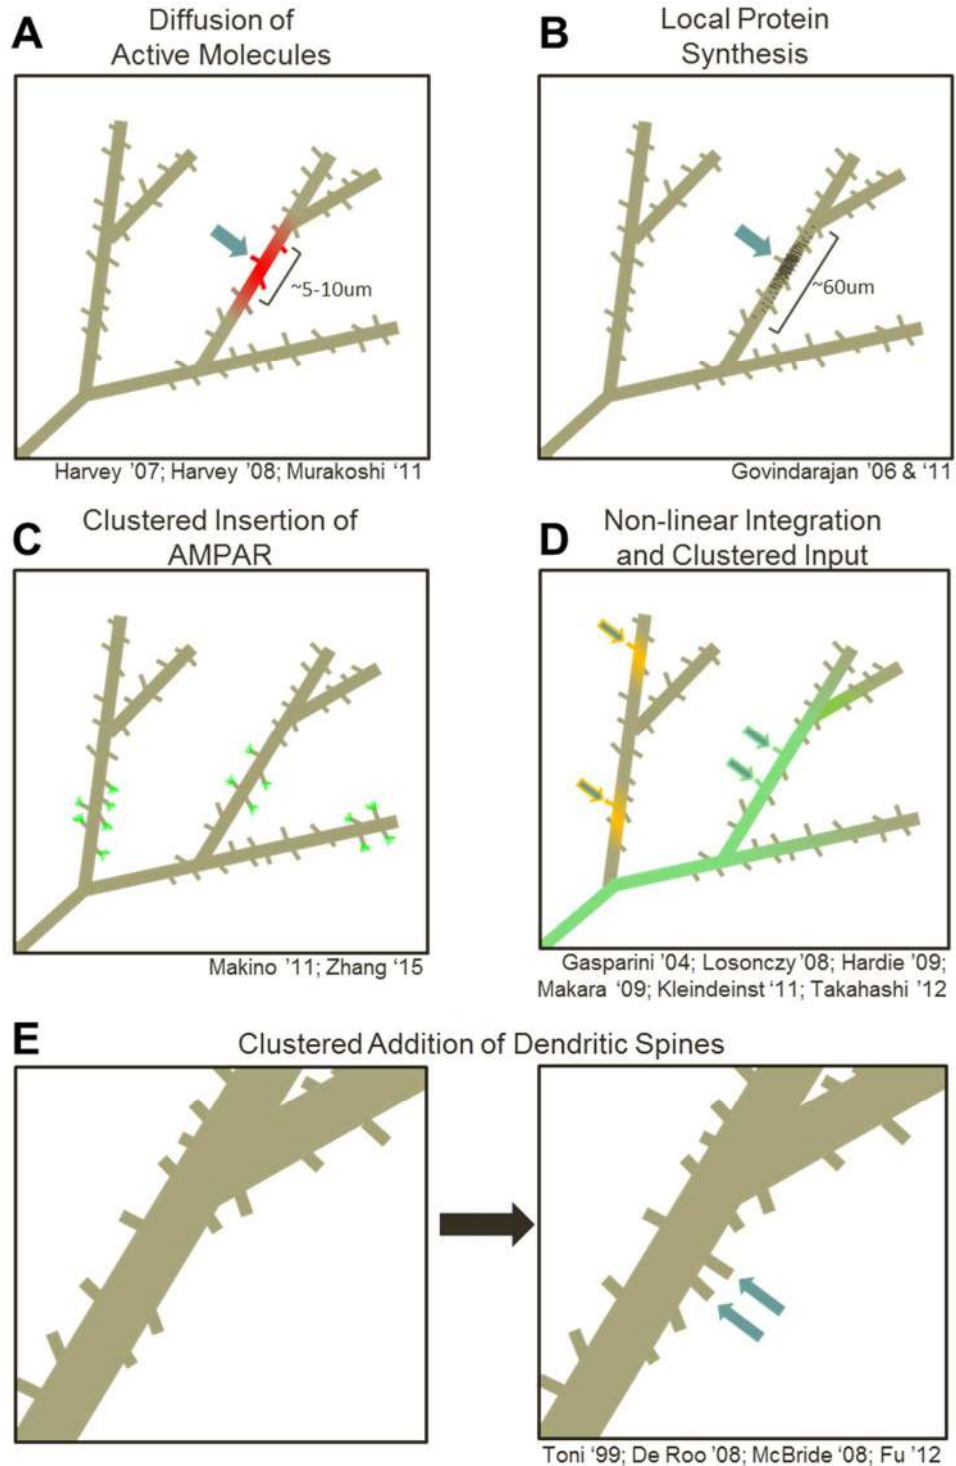 A
Diffusion of
Active Molecules
~5-10um
Harvey '07; Harvey '08; Murakoshi '11
B
Local Protein
Synthesis
~60um
Govindarajan '06 & '11
C
Clustered Insertion of
AMPAR
Makino '11; Zhang '15
D
Non-linear Integration
and Clustered Input
Gasparini '04; Losonczy '08; Hardie '09;
Makara '09; Kleindeinst '11; Takahashi '12
E
Clustered Addition of Dendritic Spines
Toni '99; De Roo '08; McBride '08; Fu '12